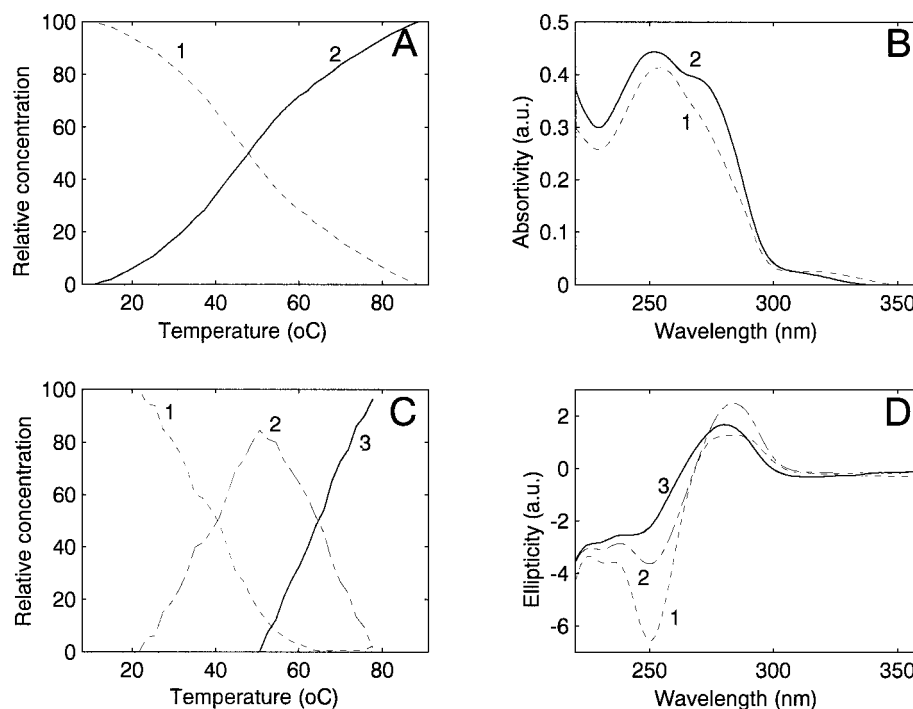 A
Relative concentration
100
80
60
40
20
0
1
2
20 40 60 80
Temperature (oC)
B
Absortivity (a.u.)
0.5
0.4
0.3
0.2
0.1
0
2
1
250 300 350
Wavelength (nm)
C
Relative concentration
100
80
60
40
20
0
1
2
3
20 40 60 80
Temperature (oC)
D
Ellipticity (a.u.)
2
0
-2
-4
-6
3
2
1
250 300 350
Wavelength (nm)